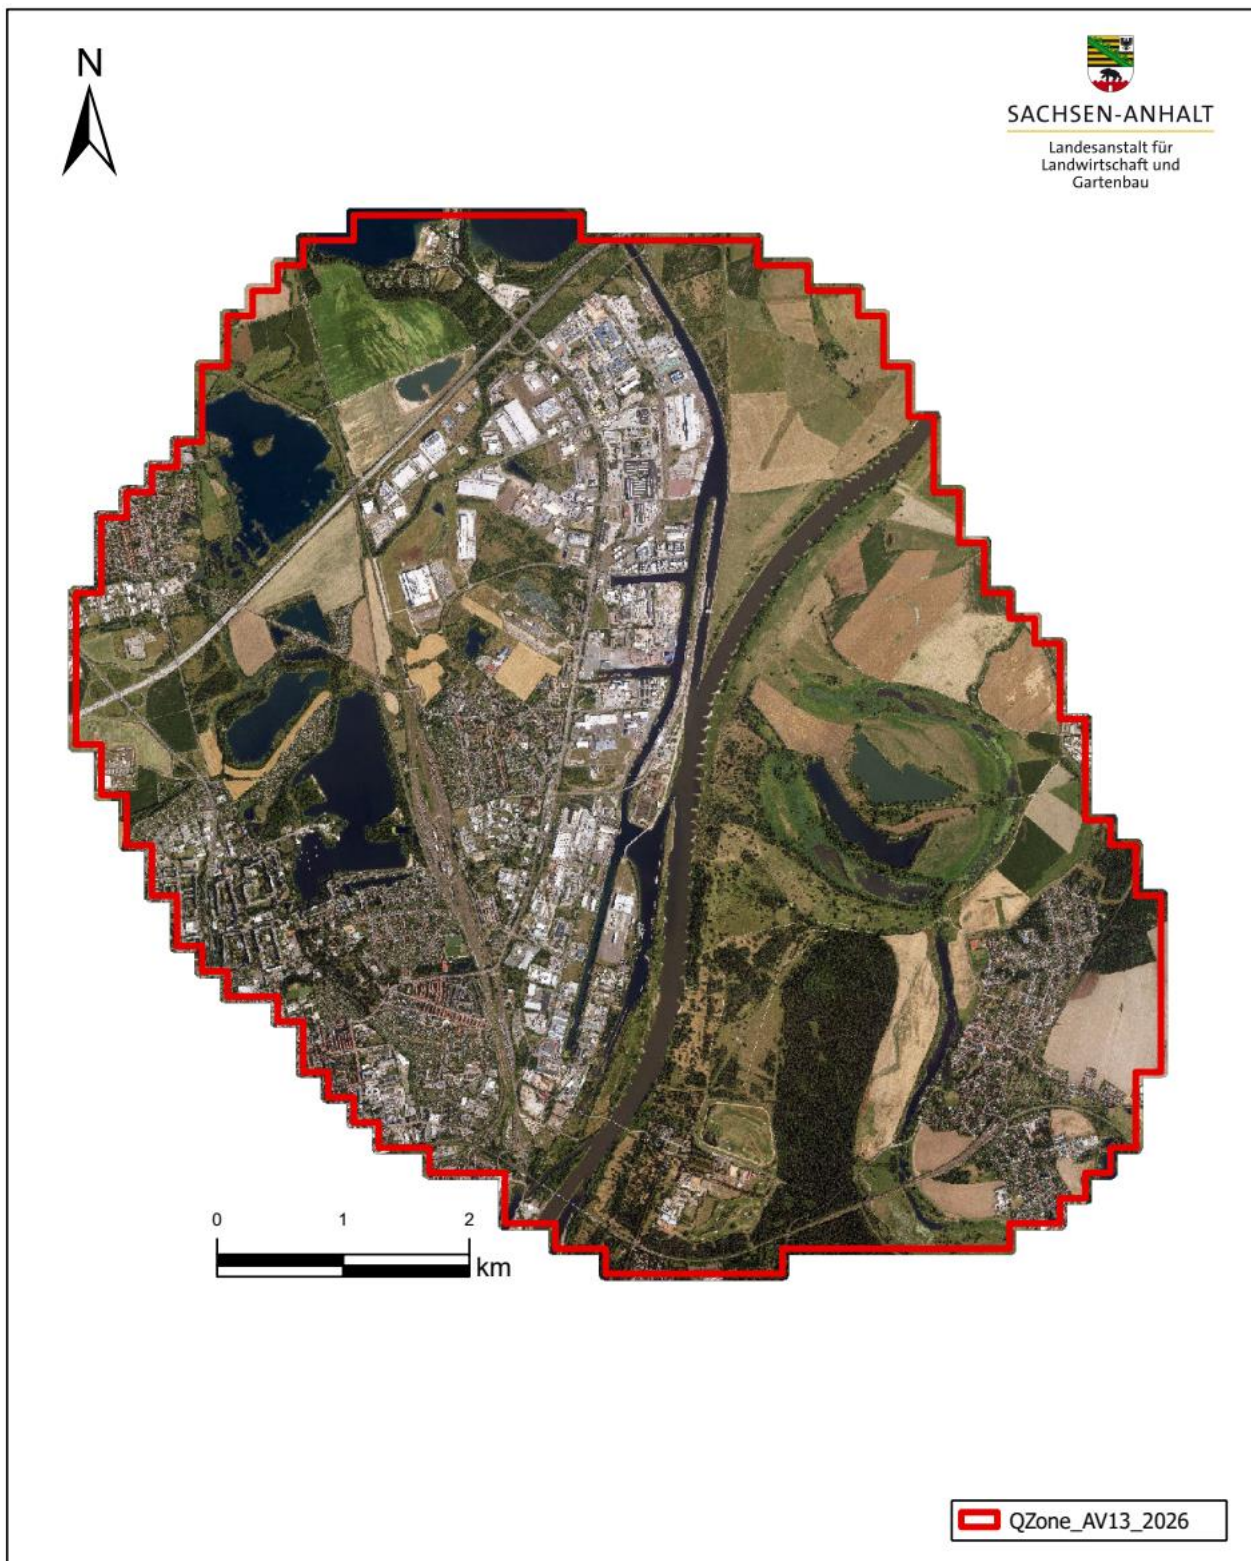 N
SACHSEN-ANHALT
Landesanstalt für
Landwirtschaft und
Gartenbau
0 1 2
km
QZone_AV13_2026